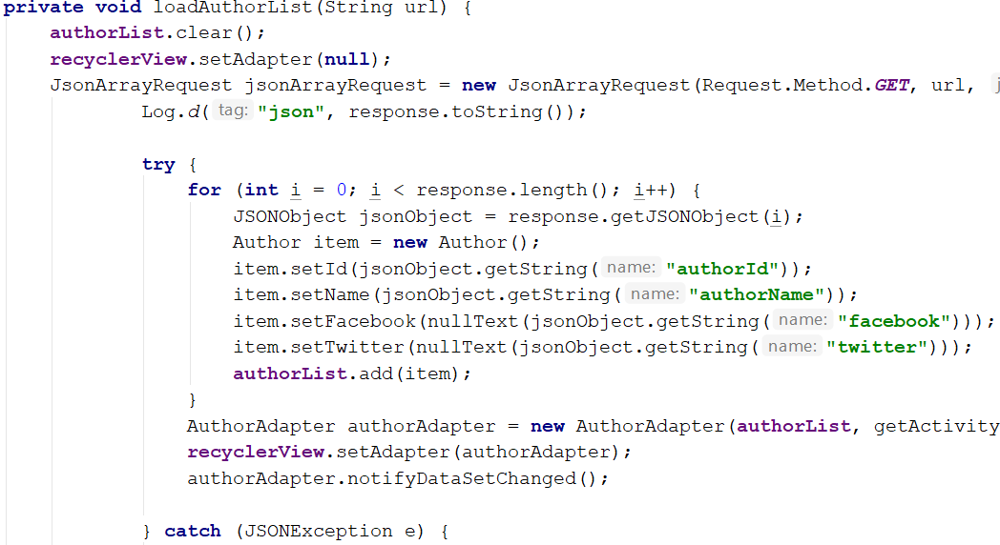 private void loadAuthorList(String url) {
authorList.clear();
recyclerView.setAdapter(null);
JsonArrayRequest jsonArrayRequest = new JsonArrayRequest(Request.Method.GET, url, j
Log.d( tag: "json", response.toString());
try {
for (int i = 0; i < response.length(); i++) {
JSONObject jsonObject = response.getJSONObject(i);
Author item = new Author();
item.setId(jsonObject.getString( name: "authorId"));
item.setName(jsonObject.getString( name: "authorName"));
item.setFacebook(nullText(jsonObject.getString( name: "facebook")));
item.setTwitter(nullText(jsonObject.getString( name: "twitter")));
authorList.add(item);
}
AuthorAdapter authorAdapter = new AuthorAdapter(authorList, getActivity
recyclerView.setAdapter(authorAdapter);
authorAdapter.notifyDataSetChanged();
} catch (JSONException e) {